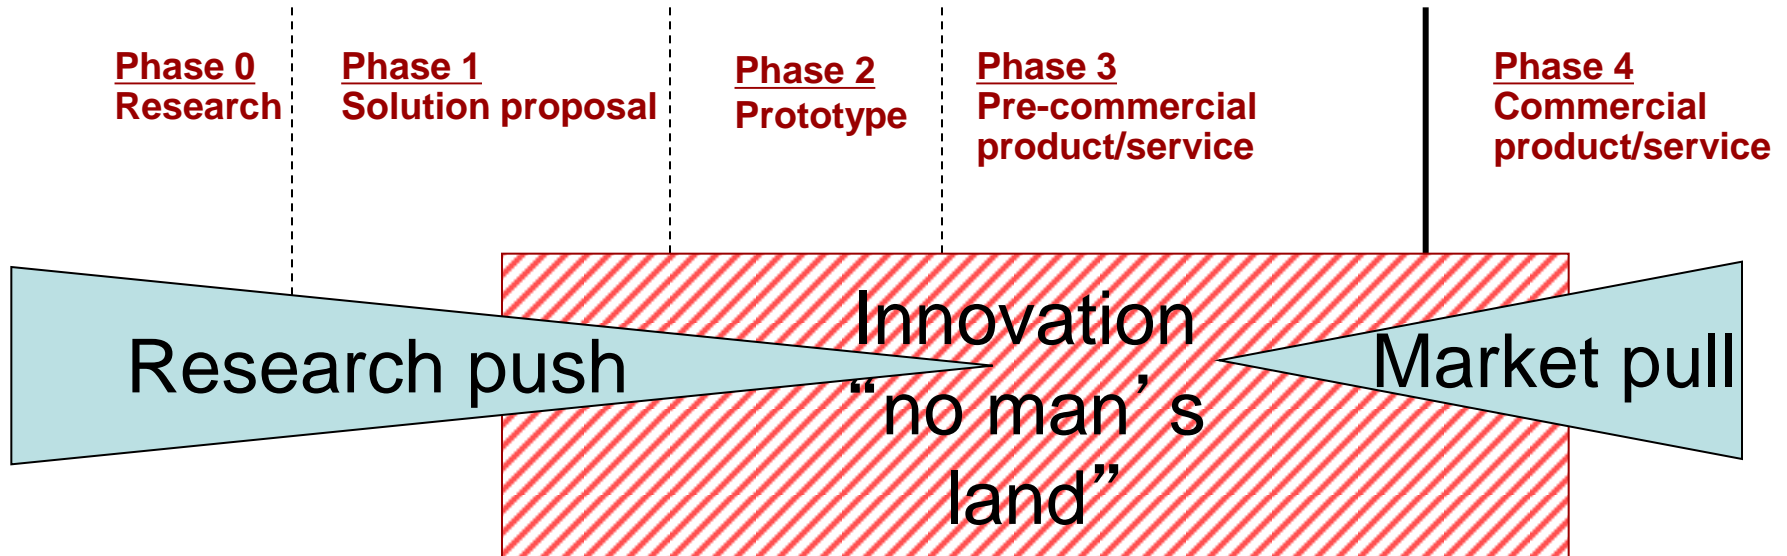 Phase 0
Research
Phase 1
Solution proposal
Phase 2
Prototype
Phase 3
Pre-commercial
product/service
Phase 4
Commercial
product/service
Research push
Innovation
“no man’s
land”
Market pull